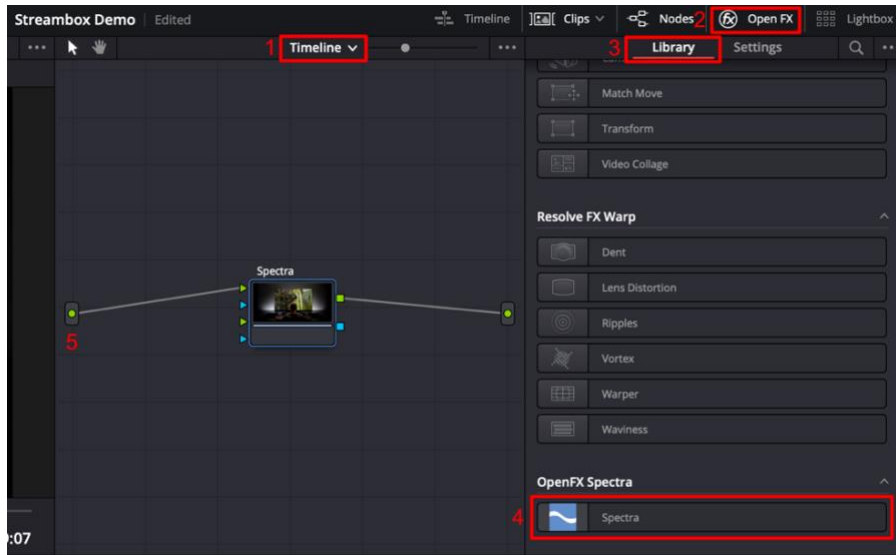 Streambox Demo Edited Timeline Clips Nodes 2 Open FX Lightbox
1 Timeline 3 Library Settings
Match Move
Transform
Video Collage
Resolve FX Warp
Dent
Spectra
Lens Distortion
Ripples
5
Vortex
Warper
Waviness
OpenFX Spectra
4 Spectra
:07